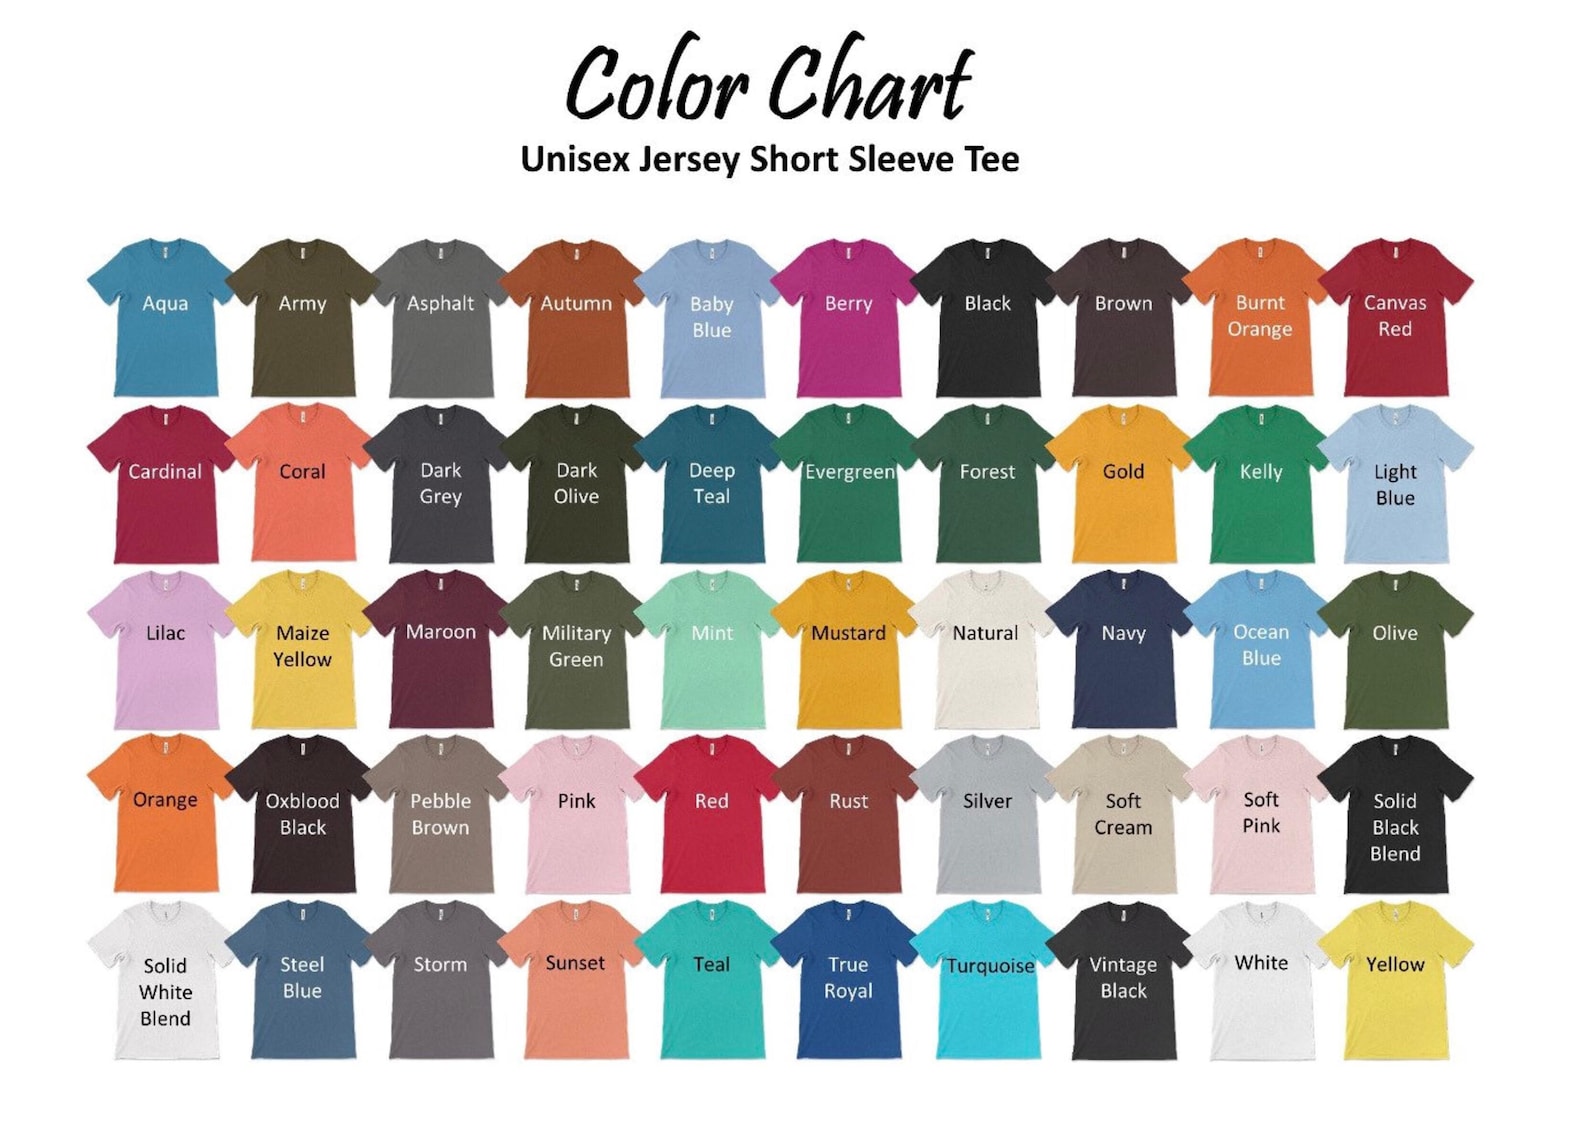 Color Chart
Unisex Jersey Short Sleeve Tee
Aqua
Army
Asphalt
Autumn
Baby
Blue
Berry
Black
Brown
Burnt
Orange
Canvas
Red
Cardinal
Coral
Dark
Grey
Dark
Olive
Deep
Teal
Evergreen
Forest
Gold
Kelly
Light
Blue
Lilac
Maize
Yellow
Maroon
Military
Green
Mint
Mustard
Natural
Navy
Ocean
Blue
Olive
Orange
Oxblood
Black
Pebble
Brown
Pink
Red
Rust
Silver
Soft
Cream
Soft
Pink
Solid
Black
Blend
Solid
White
Blend
Steel
Blue
Storm
Sunset
Teal
True
Royal
Turquoise
Vintage
Black
White
Yellow